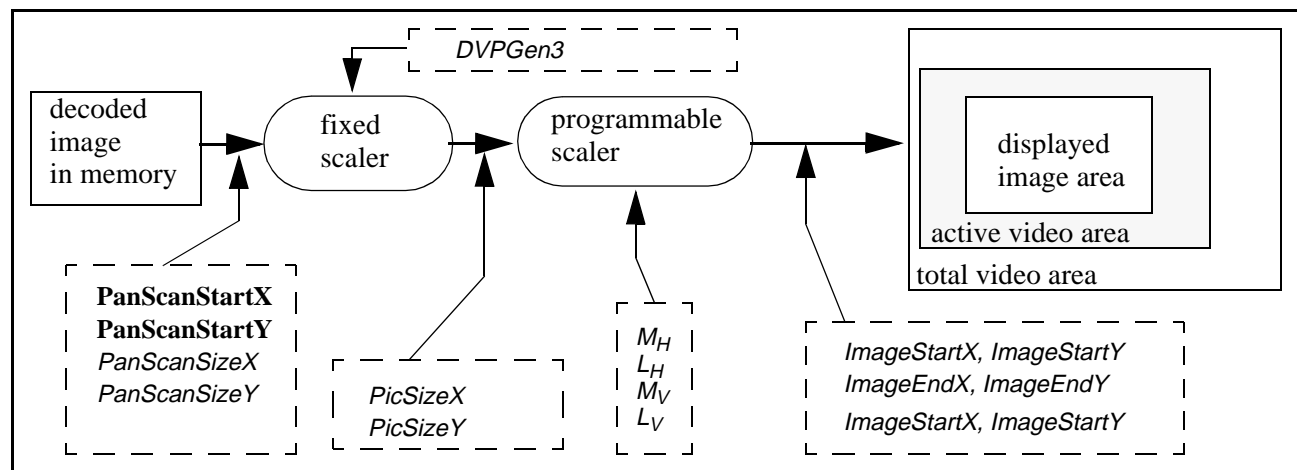 DVPGen3
decoded
image
in memory
fixed
scaler
programmable
scaler
displayed
image area
active video area
total video area
PanScanStartX
PanScanStartY
PanScanSizeX
PanScanSizeY
PicSizeX
PicSizeY
M_H
L_H
M_V
L_V
ImageStartX, ImageStartY
ImageEndX, ImageEndY
ImageStartX, ImageStartY